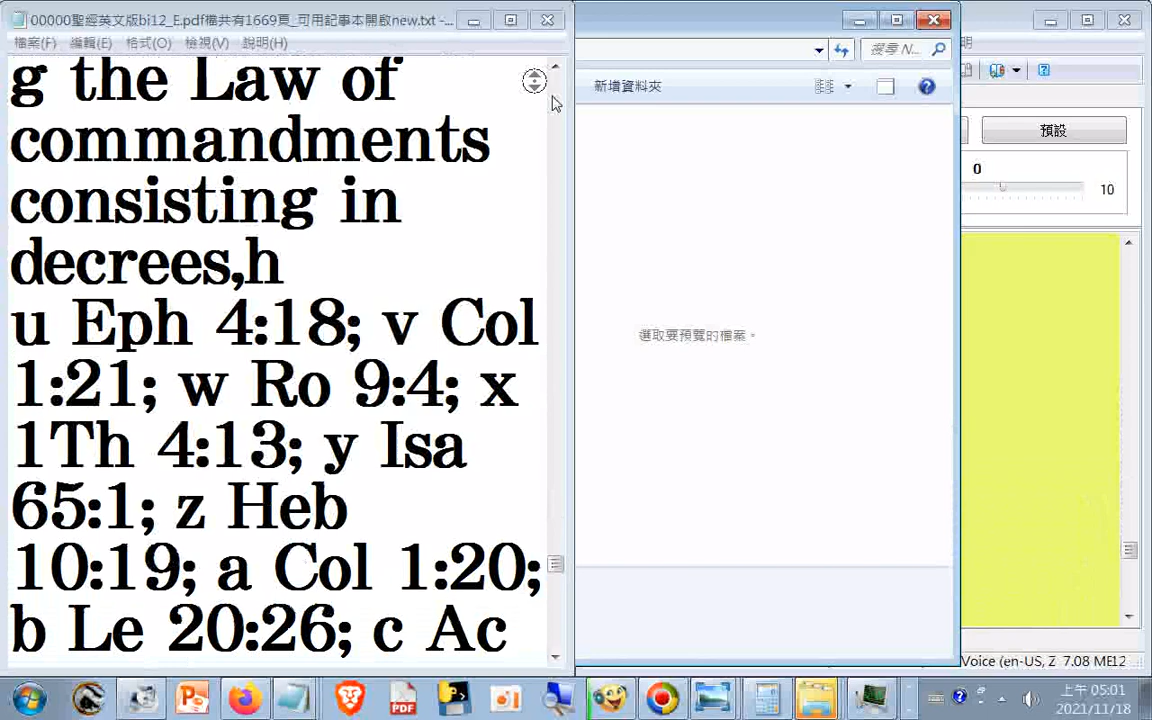 00000聖經英文版bi12_E.pdf檔共有1669頁_可用記事本開啟new.txt -...
檔案(F) 編輯(E) 格式(O) 檢視(V) 說明(H)
g the Law of
commandments
consisting in
decrees,h
u Eph 4:18; v Col
1:21; w Ro 9:4; x
1Th 4:13; y Isa
65:1; z Heb
10:19; a Col 1:20;
b Le 20:26; c Ac
搜尋 N...
新增資料夾
選取要預覽的檔案。
明
預設
0
10
Voice (en-US, Z 7.08 ME12
上午 05:01
2021/11/18
PDF